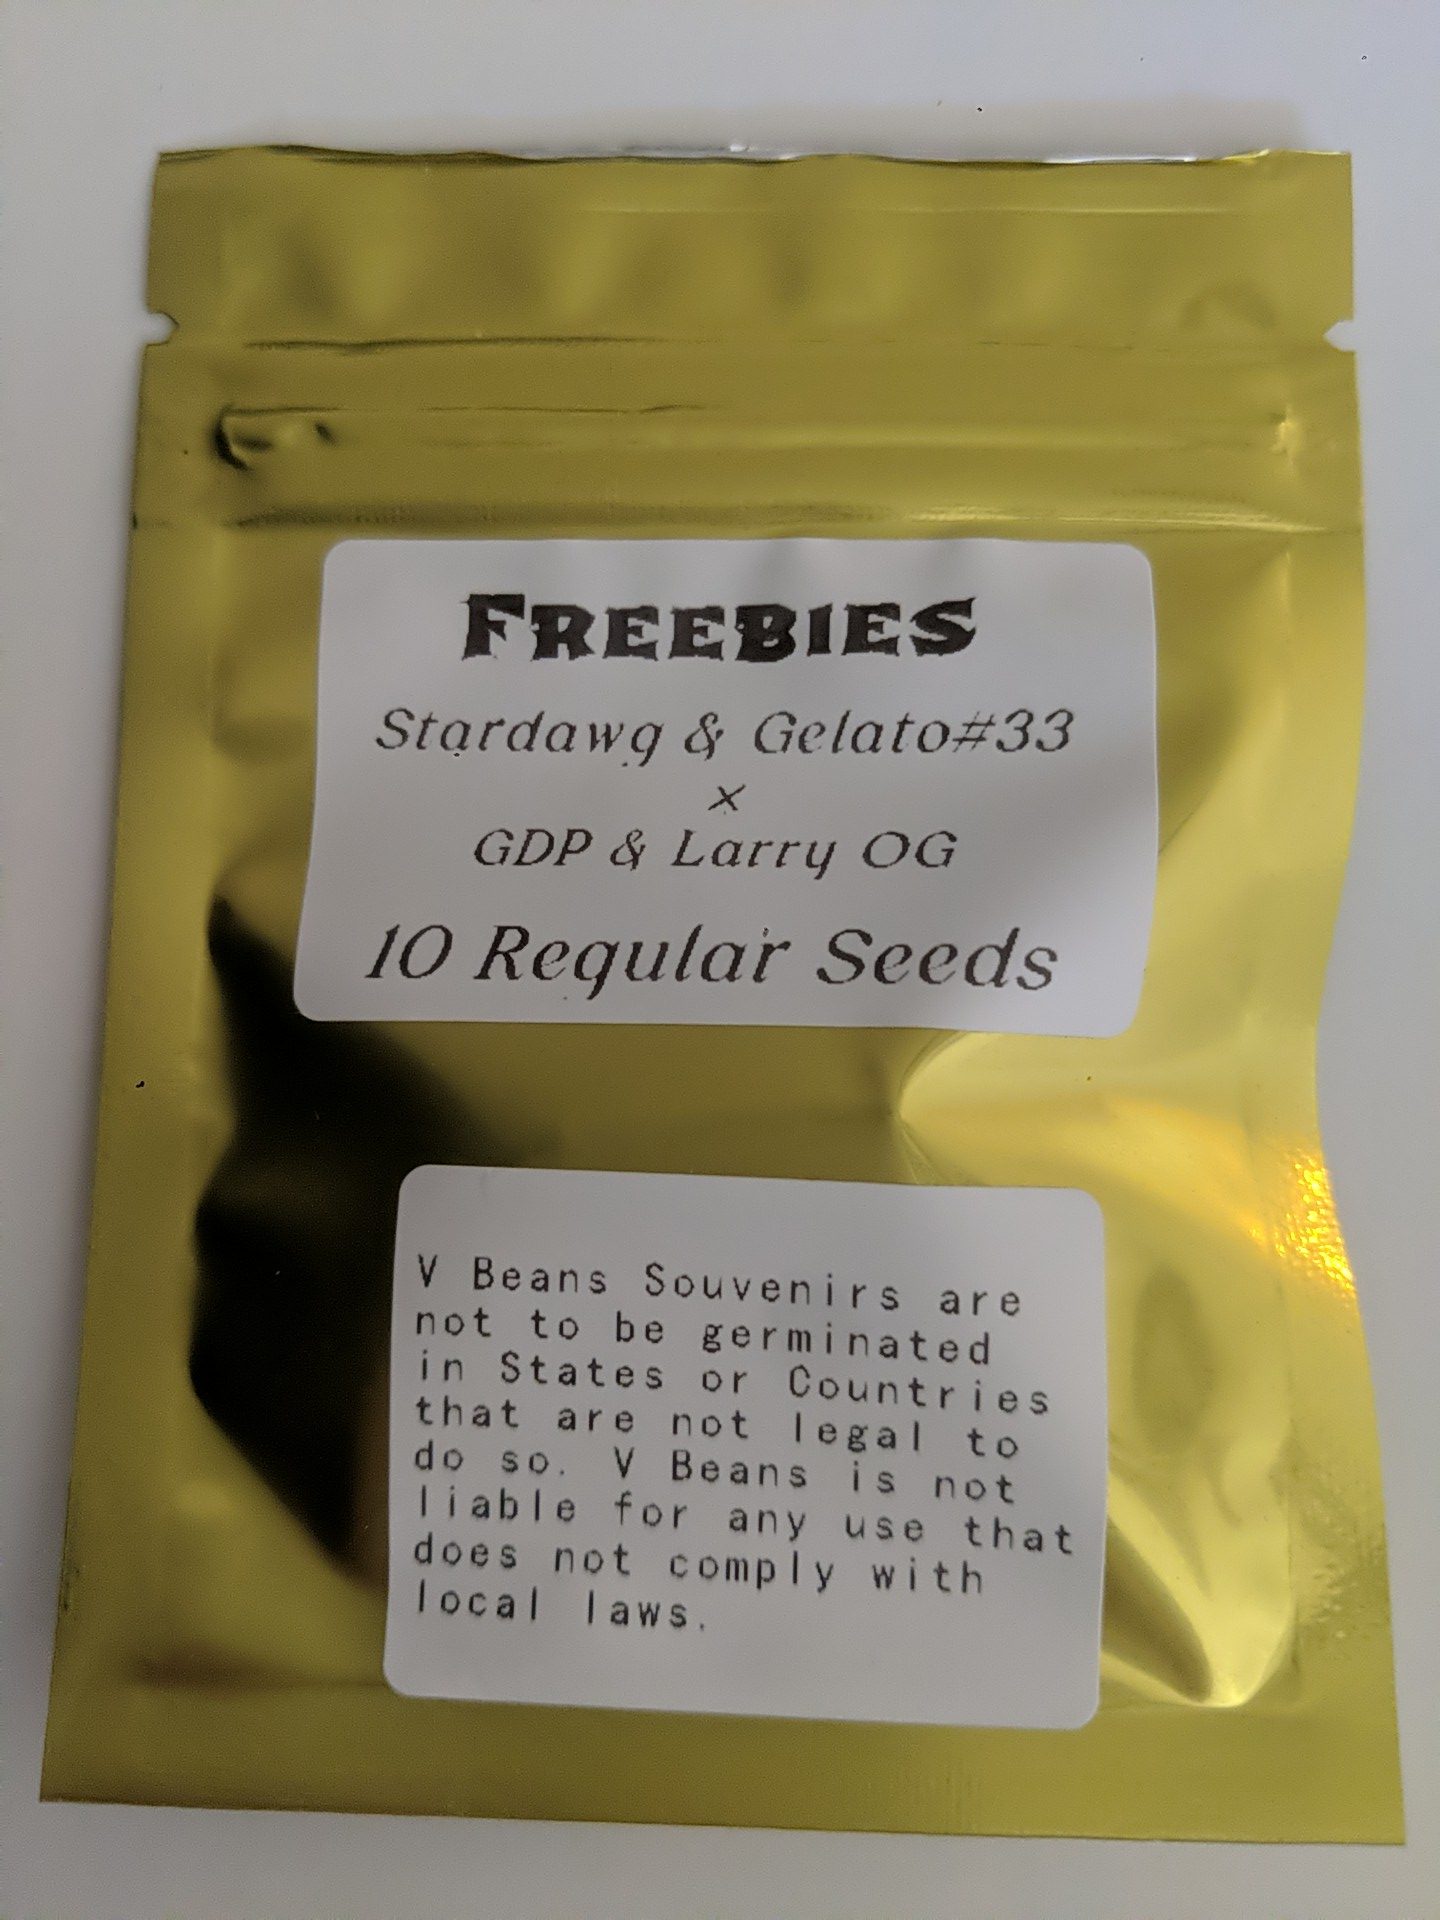 FREEBIES
Stardawg & Gelato#33
x
GDP & Larry OG
10 Regular Seeds
V Beans Souvenirs are
not to be germinated
in States or Countries
that are not legal to
do so. V Beans is not
liable for any use that
does not comply with
local laws.